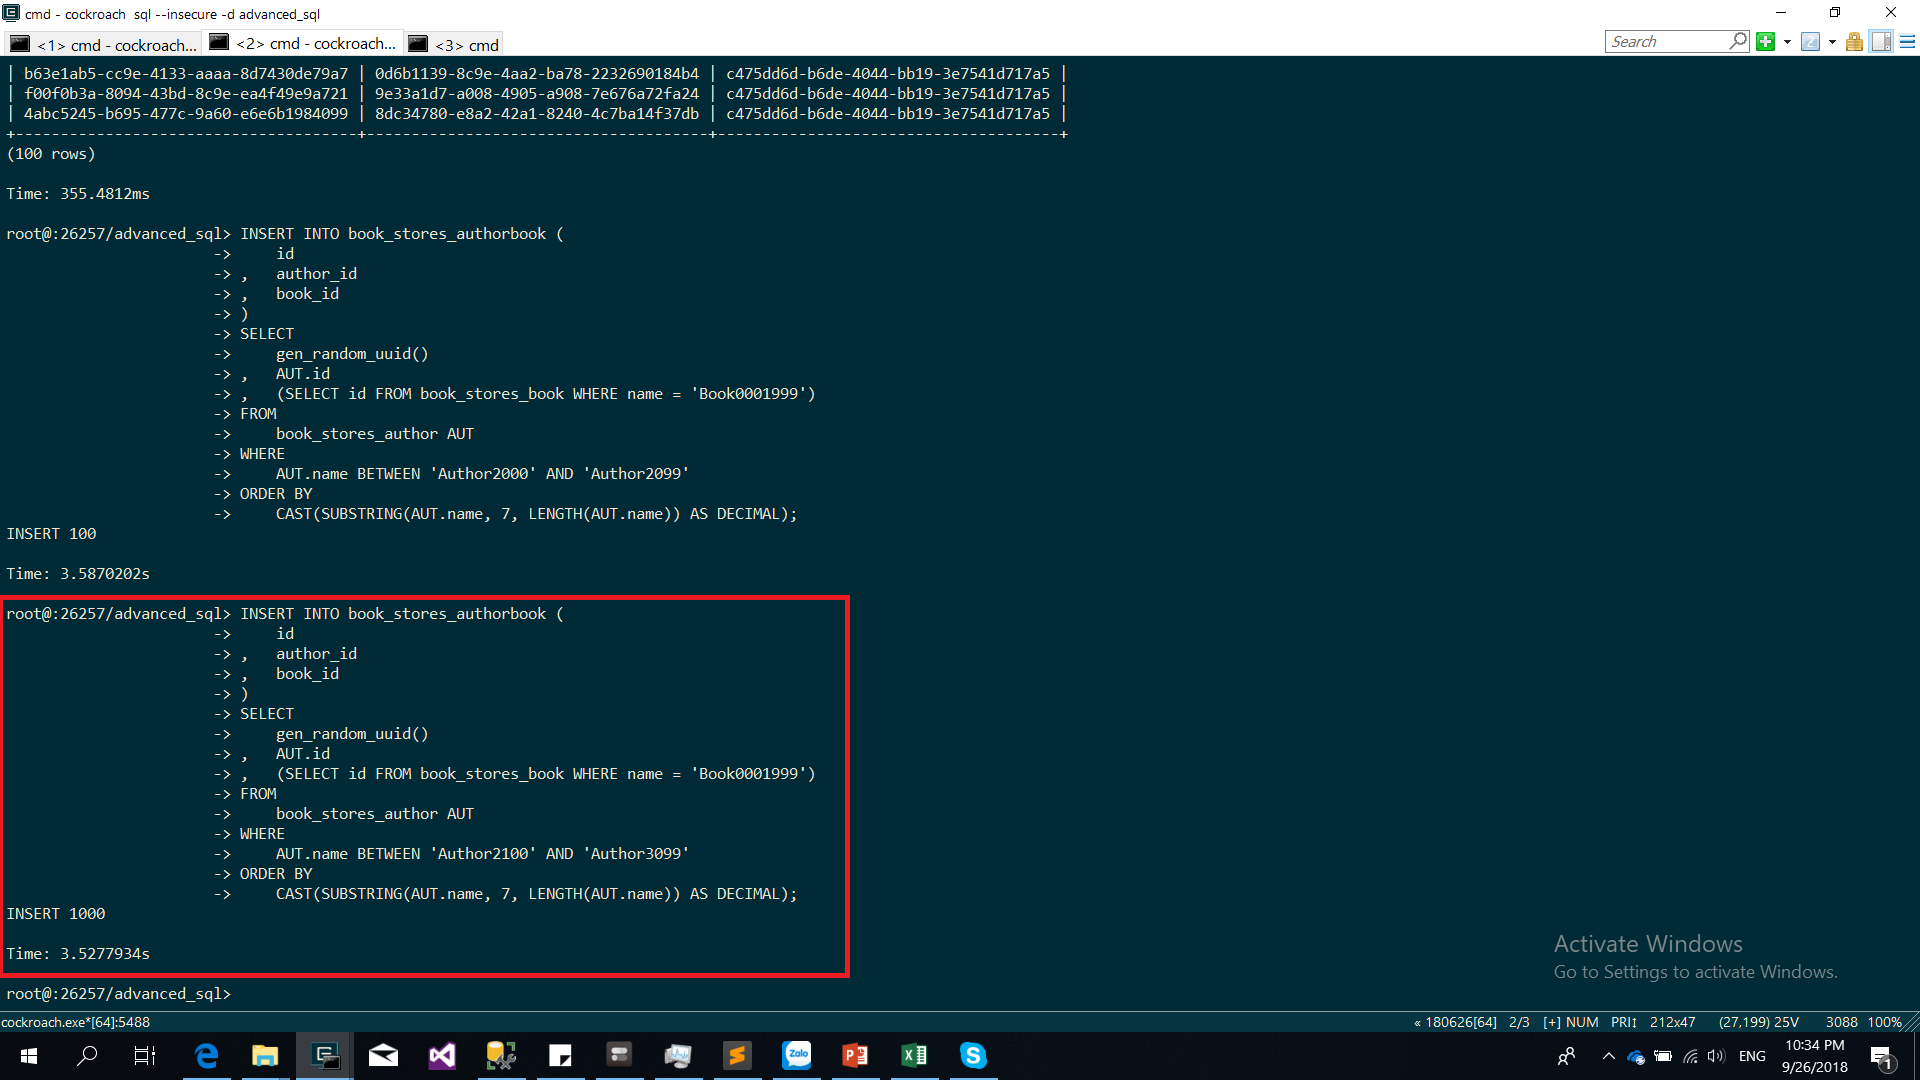 cmd - cockroach  sql --insecure -d advanced_sql
<1> cmd - cockroach... <2> cmd - cockroach... <3> cmd Search
| b63e1ab5-cc9e-4133-aaaa-8d7430de79a7 | 0d6b1139-8c9e-4aa2-ba78-2232690184b4 | c475dd6d-b6de-4044-bb19-3e7541d717a5 |
| f00f0b3a-8094-43bd-8c9e-ea4f49e9a721 | 9e33a1d7-a008-4905-a908-7e676a72fa24 | c475dd6d-b6de-4044-bb19-3e7541d717a5 |
| 4abc5245-b695-477c-9a60-e6e6b1984099 | 8dc34780-e8a2-42a1-8240-4c7ba14f37db | c475dd6d-b6de-4044-bb19-3e7541d717a5 |
+--------------------------------------+--------------------------------------+--------------------------------------+
(100 rows)
Time: 355.4812ms
root@:26257/advanced_sql> INSERT INTO book_stores_authorbook (
                       ->     id
                       -> ,   author_id
                       -> ,   book_id
                       -> )
                       -> SELECT
                       ->     gen_random_uuid()
                       -> ,   AUT.id
                       -> ,   (SELECT id FROM book_stores_book WHERE name = 'Book0001999')
                       -> FROM
                       ->     book_stores_author AUT
                       -> WHERE
                       ->     AUT.name BETWEEN 'Author2000' AND 'Author2099'
                       -> ORDER BY
                       ->     CAST(SUBSTRING(AUT.name, 7, LENGTH(AUT.name)) AS DECIMAL);
INSERT 100
Time: 3.5870202s
root@:26257/advanced_sql> INSERT INTO book_stores_authorbook (
                       ->     id
                       -> ,   author_id
                       -> ,   book_id
                       -> )
                       -> SELECT
                       ->     gen_random_uuid()
                       -> ,   AUT.id
                       -> ,   (SELECT id FROM book_stores_book WHERE name = 'Book0001999')
                       -> FROM
                       ->     book_stores_author AUT
                       -> WHERE
                       ->     AUT.name BETWEEN 'Author2100' AND 'Author3099'
                       -> ORDER BY
                       ->     CAST(SUBSTRING(AUT.name, 7, LENGTH(AUT.name)) AS DECIMAL);
INSERT 1000
Time: 3.5277934s
root@:26257/advanced_sql>
Activate Windows
Go to Settings to activate Windows.
cockroach.exe*[64]:5488 « 180626[64] 2/3 [+] NUM PRI↕ 212x47 (27,199) 25V 3088 100%
Zalo ENG 10:34 PM
9/26/2018 1